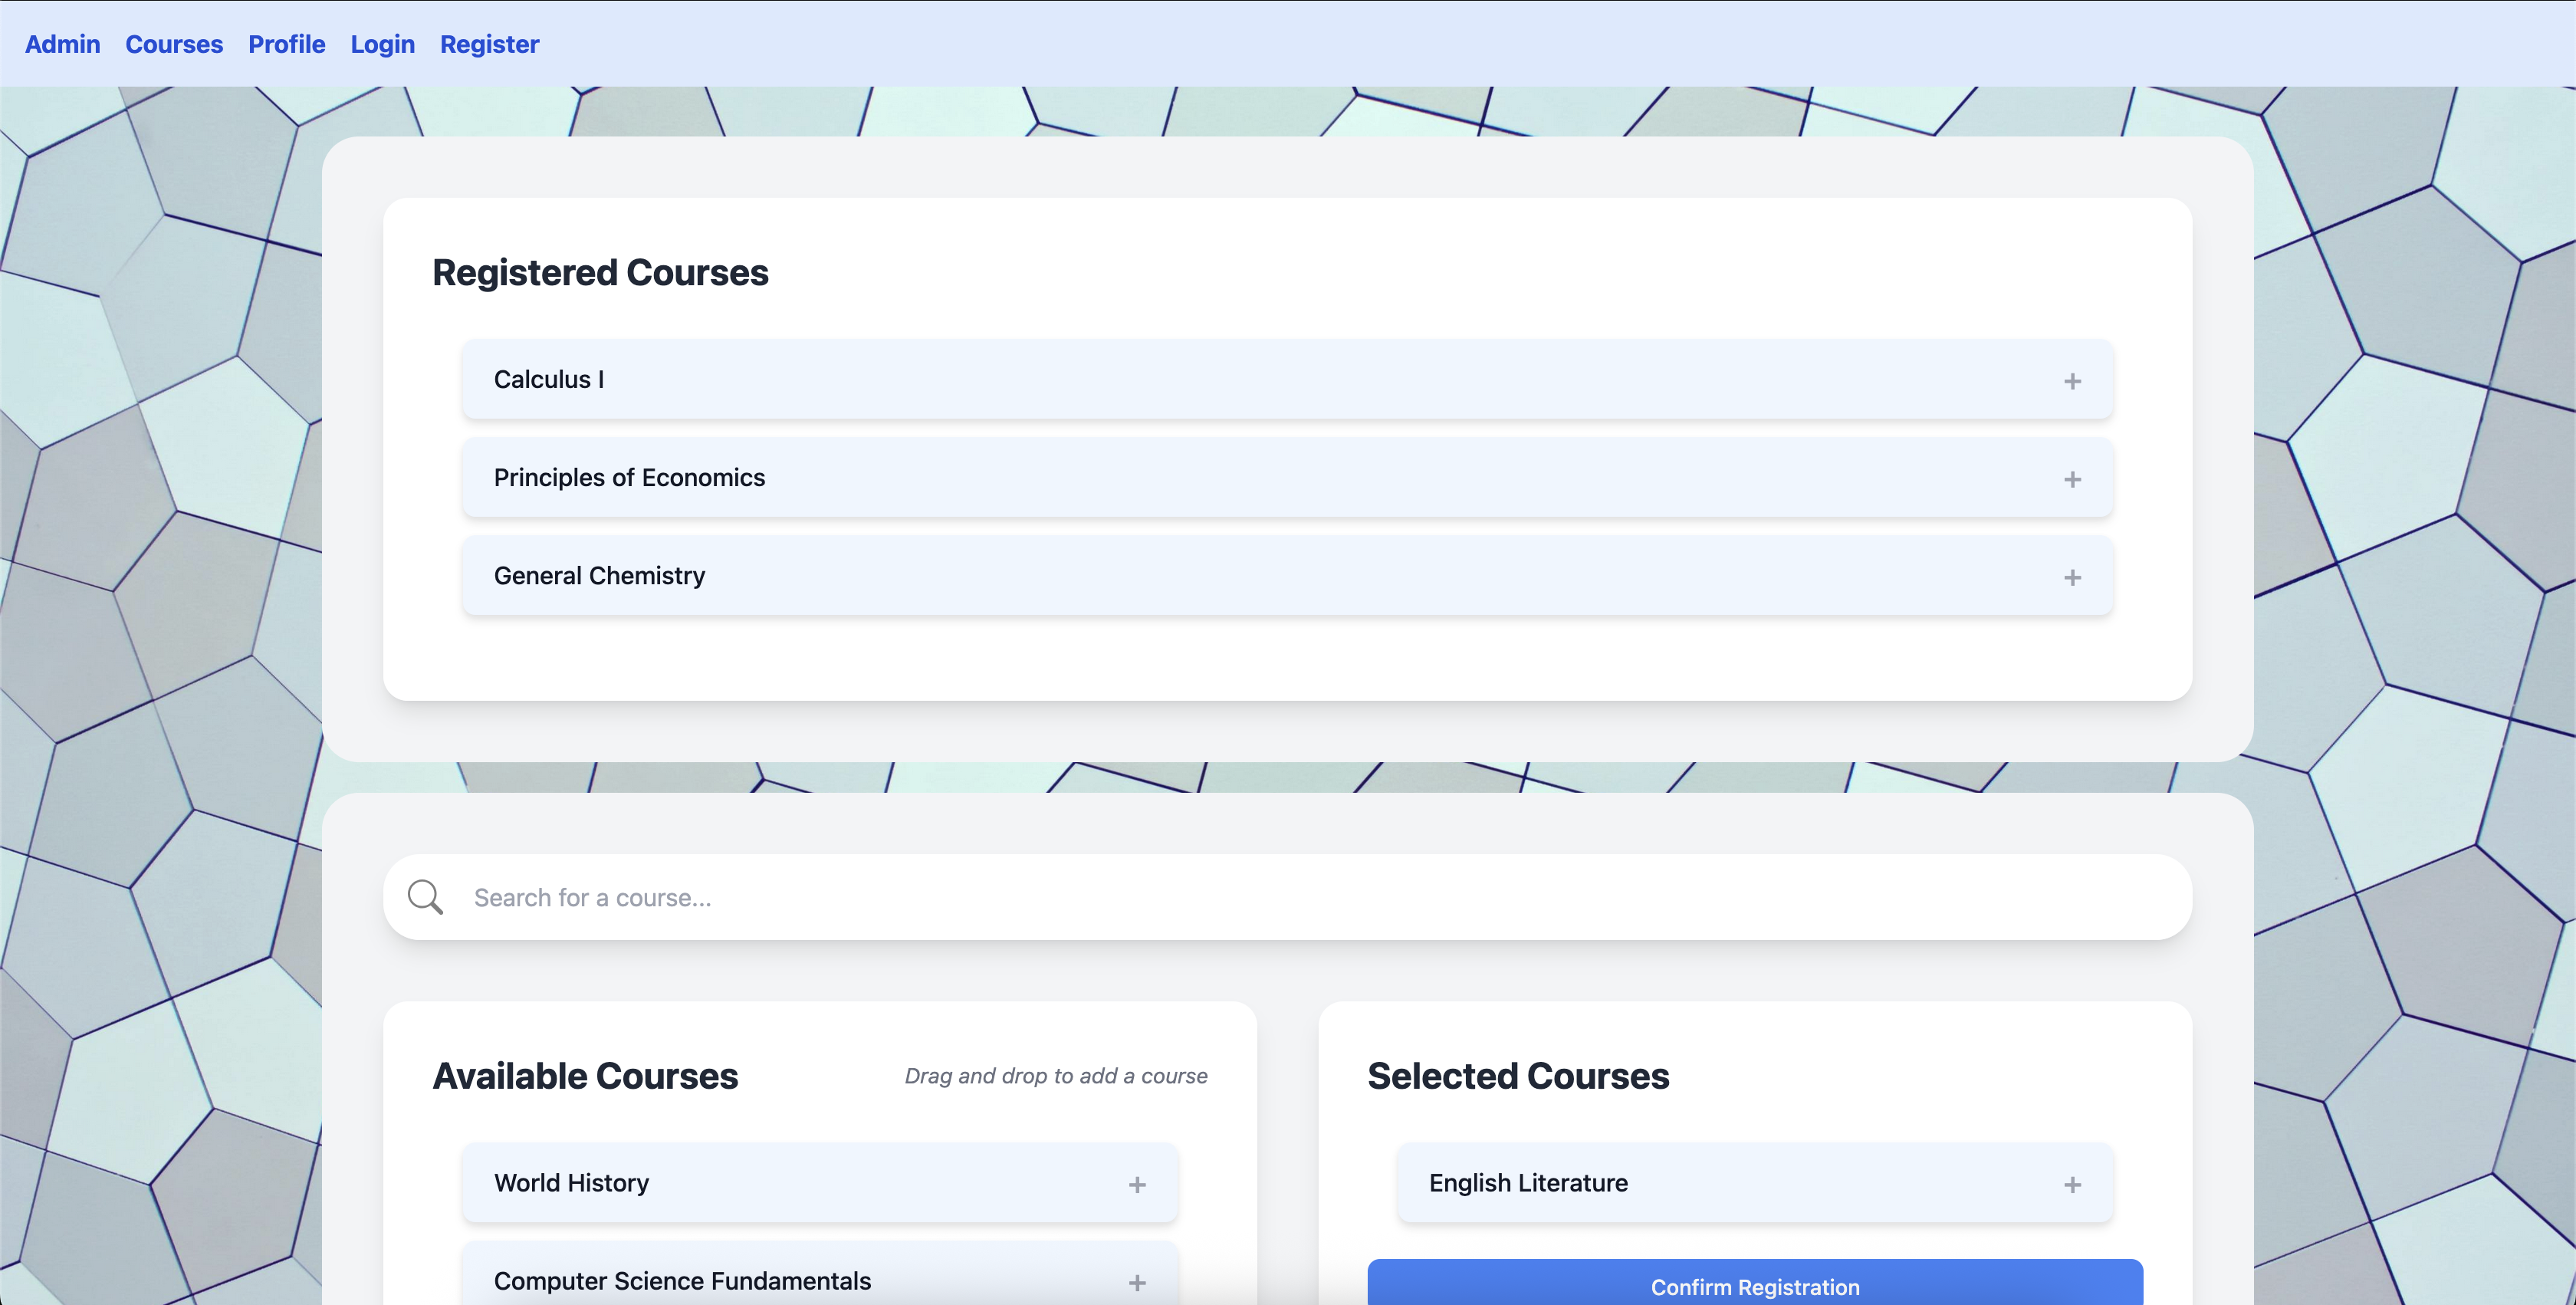 Admin Courses Profile Login Register
Registered Courses
Calculus I
Principles of Economics
General Chemistry
Search for a course...
Available Courses
Drag and drop to add a course
World History
Computer Science Fundamentals
Selected Courses
English Literature
Confirm Registration